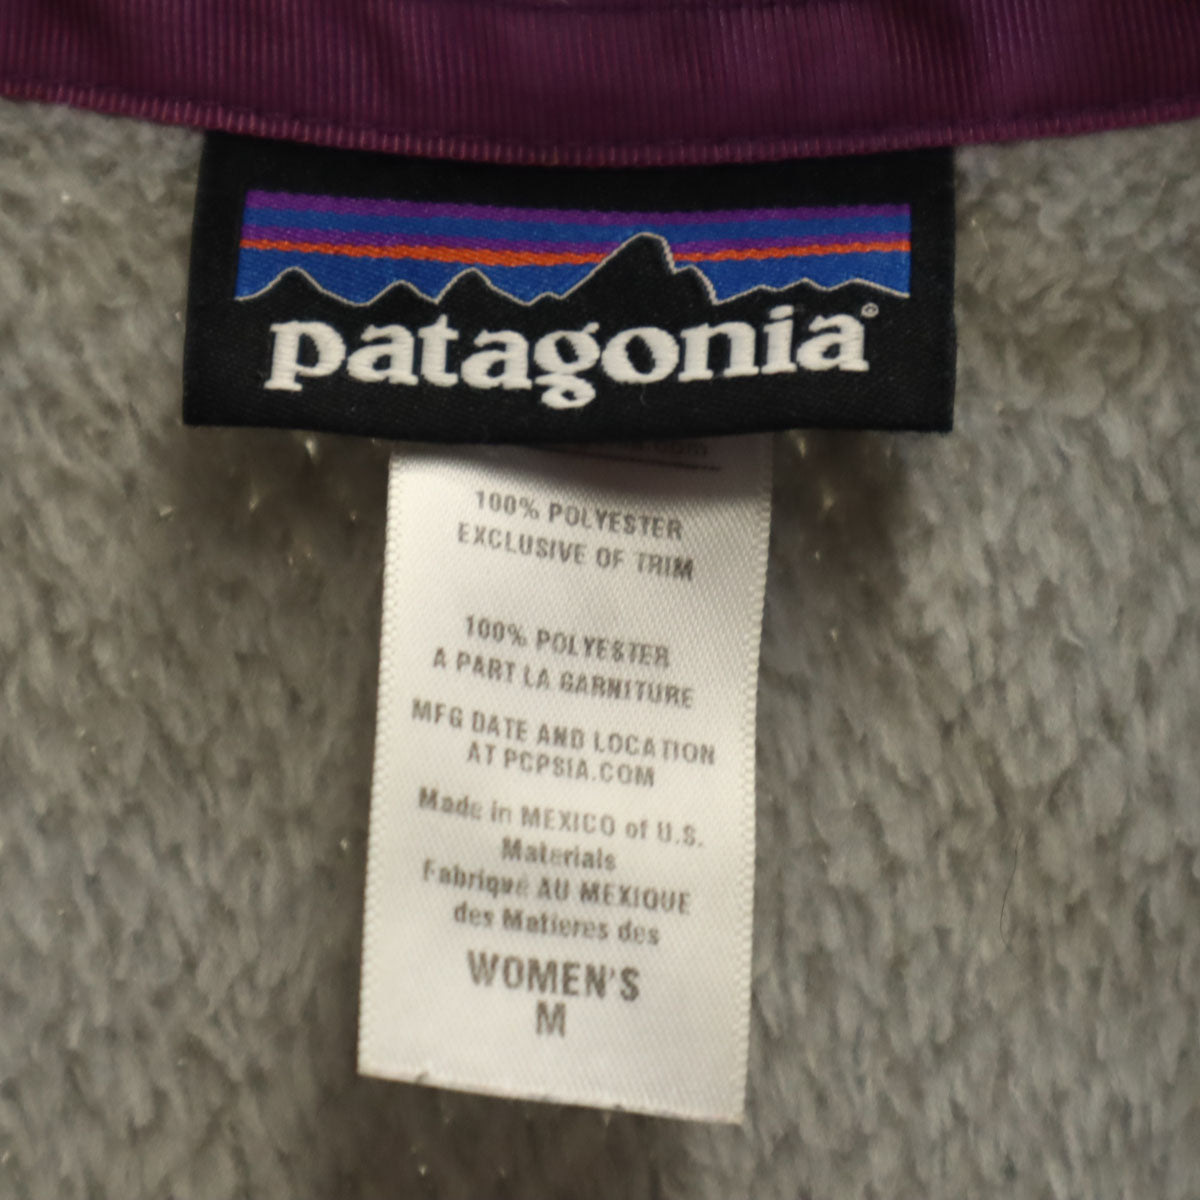 patagonia®
100% POLYESTER
EXCLUSIVE OF TRIM
100% POLYESTER
A PART LA GARNITURE
MFG DATE AND LOCATION
AT PCPSIA.COM
Made in MEXICO of U.S.
Materials
Fabriqué AU MEXIQUE
des Matieres des
WOMEN'S
M